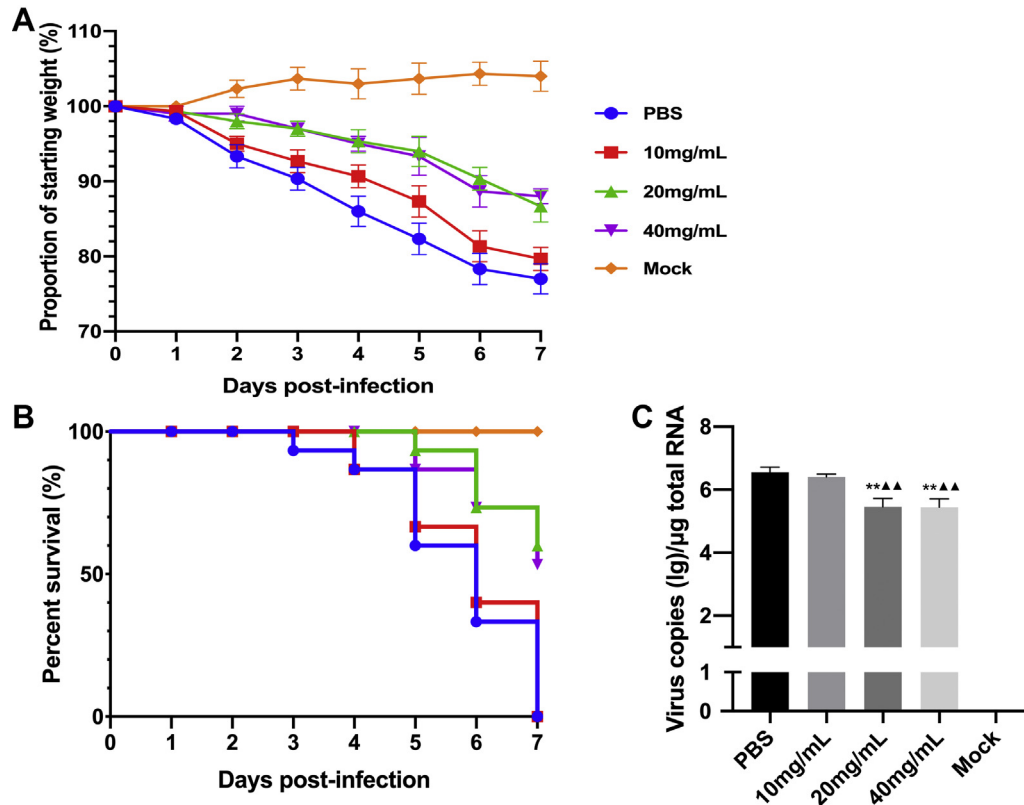 A
Proportion of starting weight (%)
110
100
90
80
70
0 1 2 3 4 5 6 7
Days post-infection
PBS
10mg/mL
20mg/mL
40mg/mL
Mock
B
Percent survival (%)
100
50
0
0 1 2 3 4 5 6 7
Days post-infection
C
Virus copies (lg)/µg total RNA
8
6
4
2
1
0
**▲▲
**▲▲
PBS
10mg/mL
20mg/mL
40mg/mL
Mock